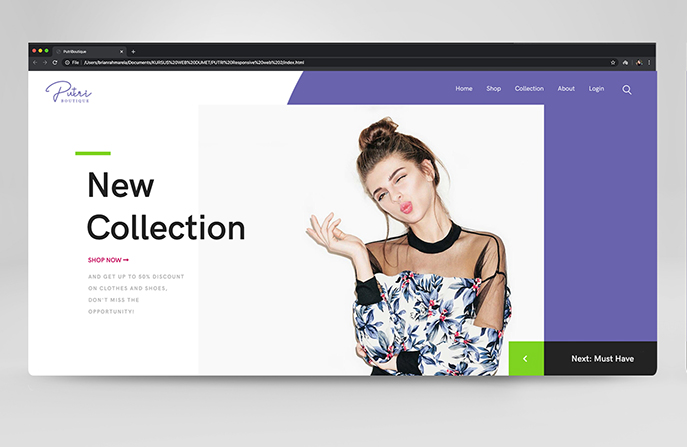 PutriBoutique
File | /Users/brianrahmarels/Documents/KURSUS%20WEB%20DUMET/PUTRI%20Responsive%20web%202/index.html
Putri
BOUTIQUE
Home Shop Collection About Login
New
Collection
SHOP NOW
AND GET UP TO 50% DISCOUNT
ON CLOTHES AND SHOES,
DON'T MISS THE
OPPORTUNITY!
Next: Must Have